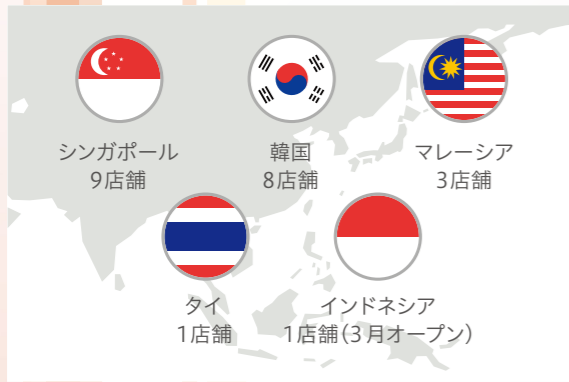 シンガポール
9店舗
韓国
8店舗
マレーシア
3店舗
タイ
1店舗
インドネシア
1店舗(3月オープン)